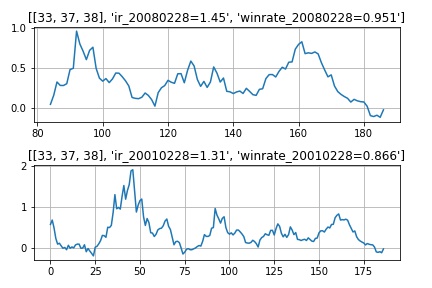 [[33, 37, 38], 'ir_20080228=1.45', 'winrate_20080228=0.951']
1.0
0.5
0.0
80 100 120 140 160 180
[[33, 37, 38], 'ir_20010228=1.31', 'winrate_20010228=0.866']
2
1
0
0 25 50 75 100 125 150 175